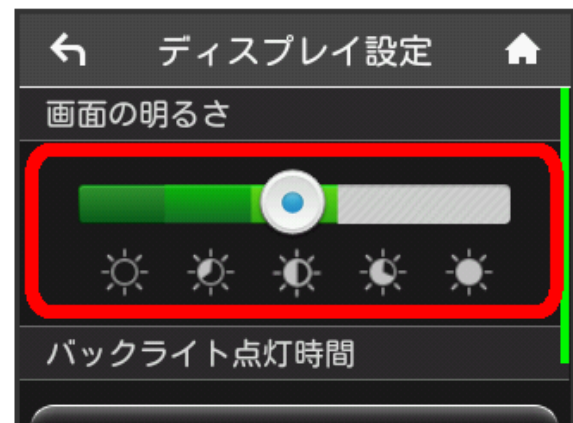 ディスプレイ設定
画面の明るさ
バックライト点灯時間